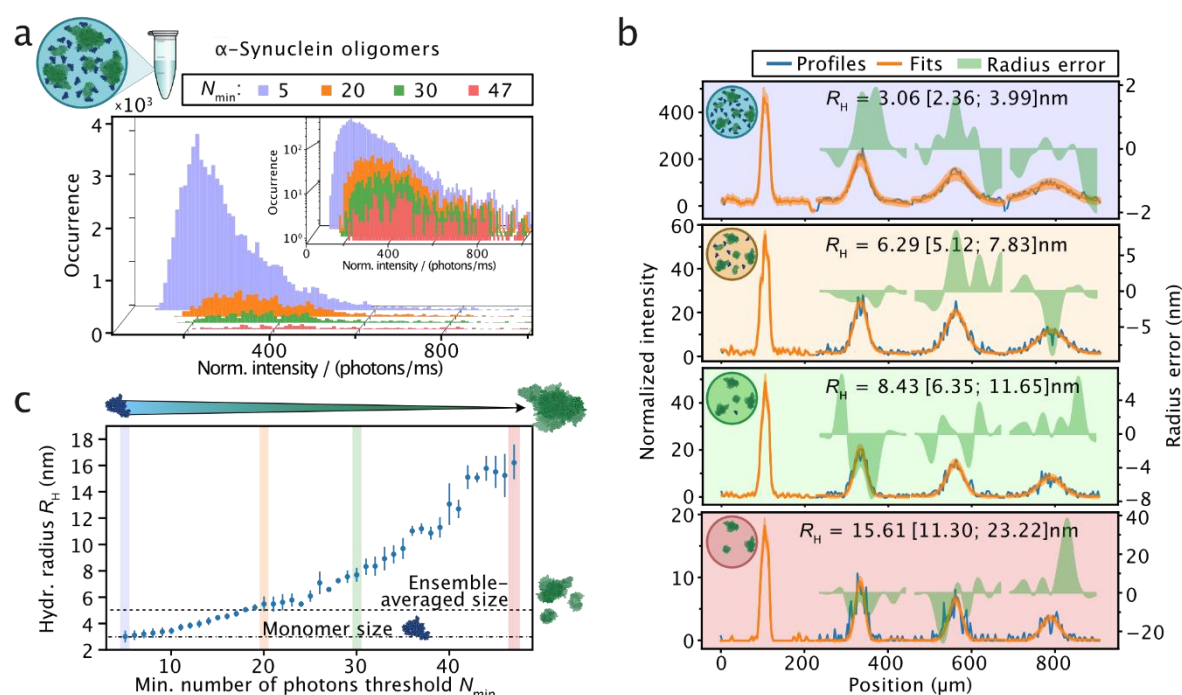 a
α-Synuclein oligomers
N_min: 5 20 30 47
×10³
Occurrence
4
3
2
1
0
400
800
Norm. intensity / (photons/ms)
Occurrence
10²
10¹
10⁰
400
800
Norm. intensity / (photons/ms)
b
Profiles Fits Radius error
R_H = 3.06 [2.36; 3.99]nm
400
200
0
2
1
0
−1
−2
R_H = 6.29 [5.12; 7.83]nm
60
40
20
0
5
0
−5
R_H = 8.43 [6.35; 11.65]nm
40
20
0
4
0
−4
−8
R_H = 15.61 [11.30; 23.22]nm
20
10
0
40
20
0
−20
0 200 400 600 800
Position (μm)
Normalized intensity
Radius error (nm)
c
Hydr. radius R_H (nm)
18
16
14
12
10
8
6
4
2
Ensemble-
averaged size
Monomer size
10 20 30 40
Min. number of photons threshold N_min